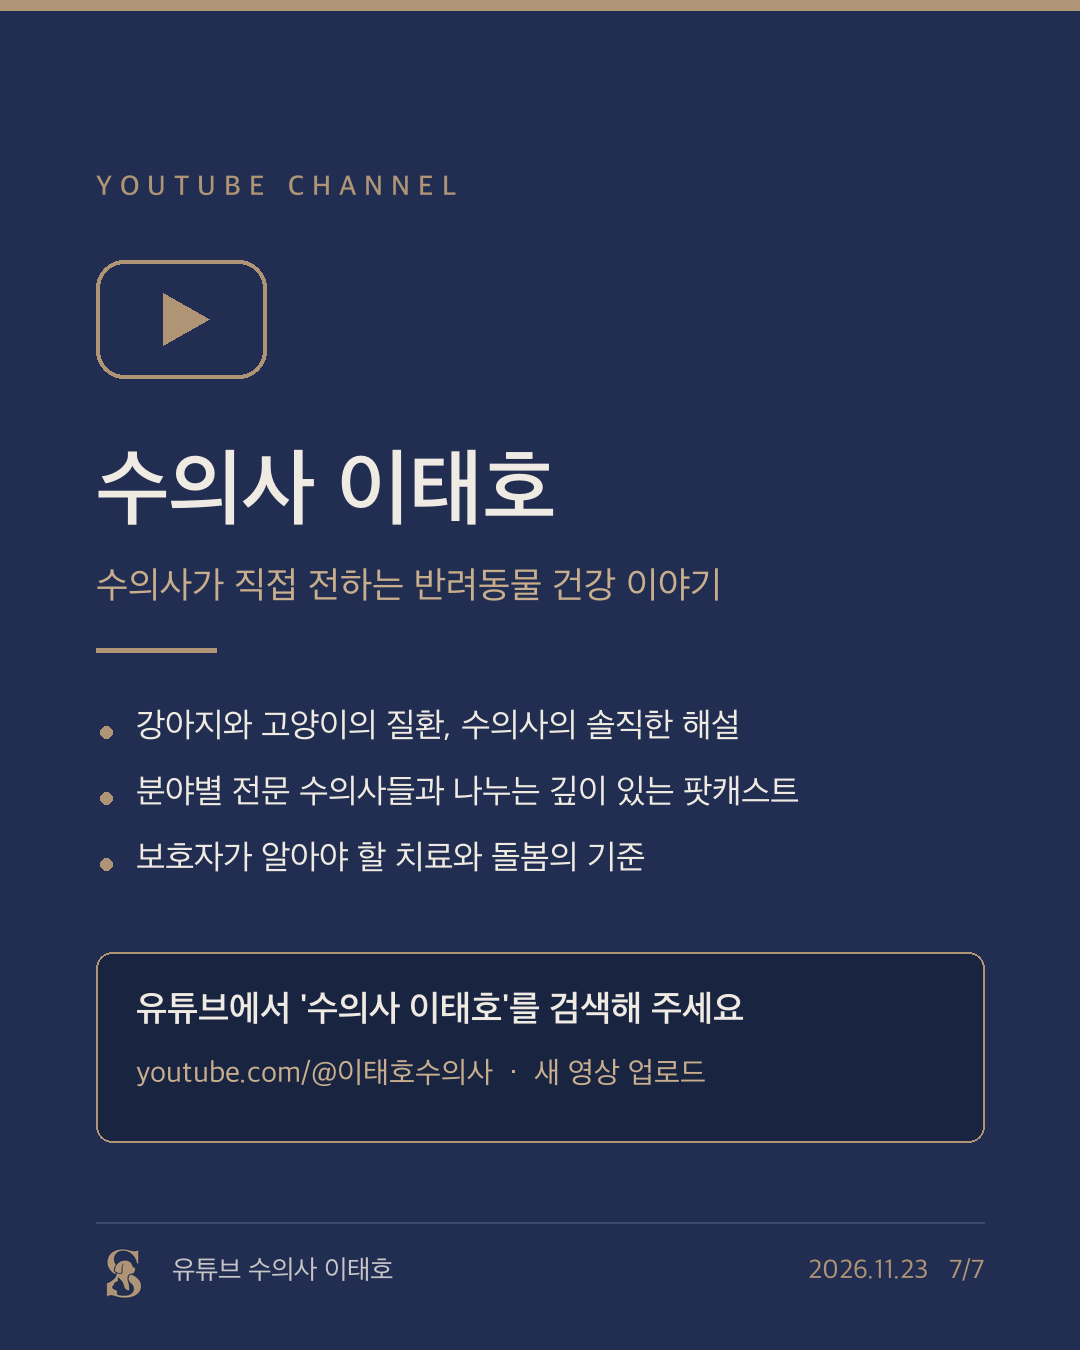 YOUTUBE CHANNEL
수의사 이태호
수의사가 직접 전하는 반려동물 건강 이야기
강아지와 고양이의 질환, 수의사의 솔직한 해설
분야별 전문 수의사들과 나누는 깊이 있는 팟캐스트
보호자가 알아야 할 치료와 돌봄의 기준
유튜브에서 '수의사 이태호'를 검색해 주세요
youtube.com/@이태호수의사 · 새 영상 업로드
S 유튜브 수의사 이태호 2026.11.23 7/7